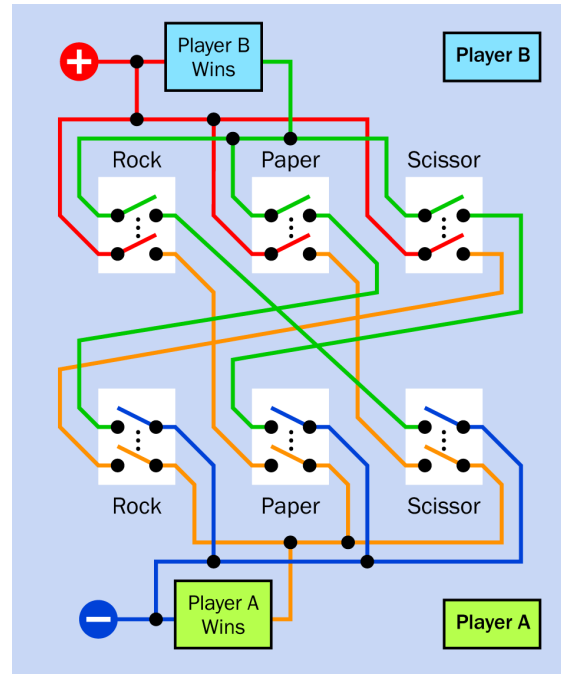 +
Player B
Wins
Player B
Rock
Paper
Scissor
Rock
Paper
Scissor
−
Player A
Wins
Player A